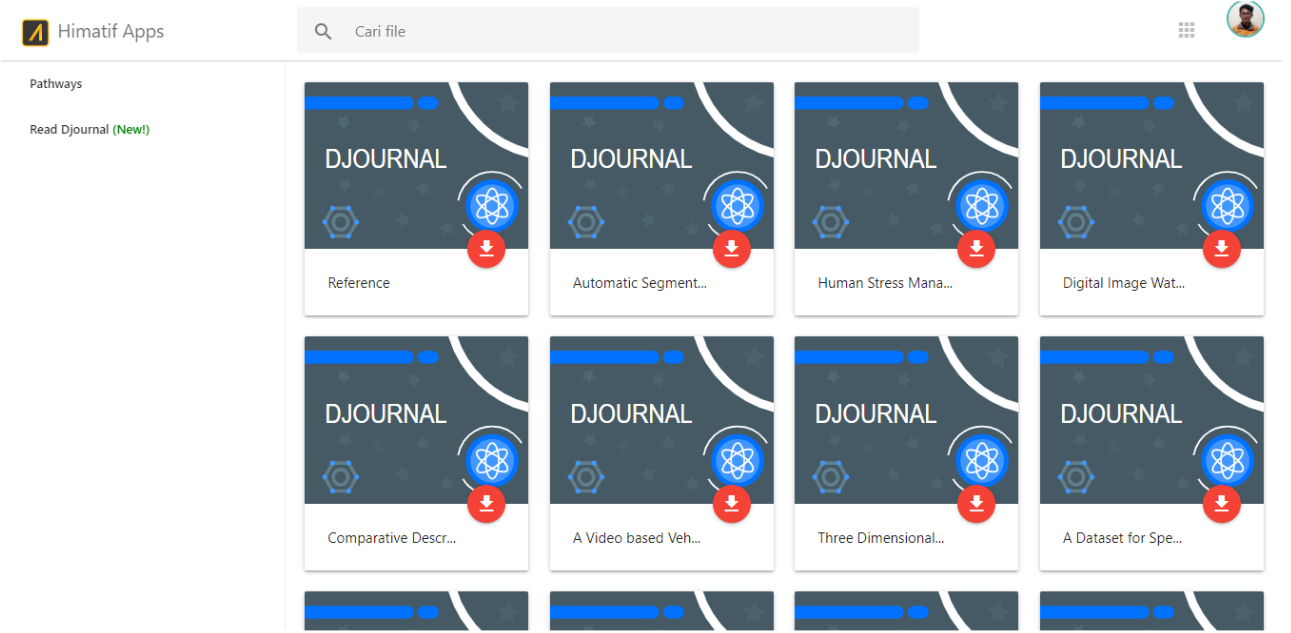 Himatif Apps
Cari file
Pathways
Read Djournal (New!)
DJOURNAL
DJOURNAL
DJOURNAL
DJOURNAL
Reference
Automatic Segment...
Human Stress Mana...
Digital Image Wat...
DJOURNAL
DJOURNAL
DJOURNAL
DJOURNAL
Comparative Descr...
A Video based Veh...
Three Dimensional...
A Dataset for Spe...